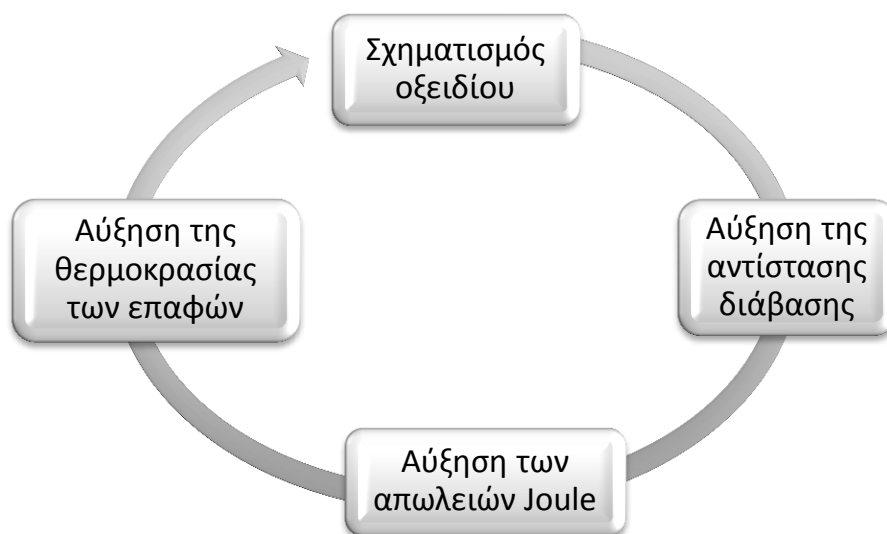 Σχηματισμός
οξειδίου
Αύξηση της
αντίστασης
διάβασης
Αύξηση των
απωλειών Joule
Αύξηση της
θερμοκρασίας
των επαφών